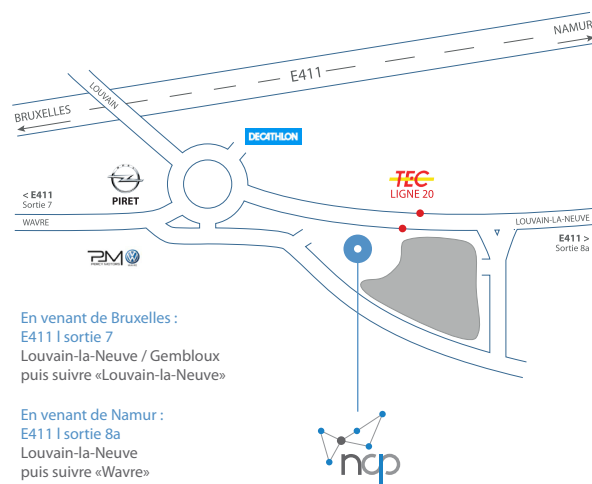 NAMUR
E411
BRUXELLES
LOUVAIN
DECATHLON
TEC
LIGNE 20
PIRET
< E411
Sortie 7
WAVRE
LOUVAIN-LA-NEUVE
E411 >
Sortie 8a
PM
En venant de Bruxelles :
E411 l sortie 7
Louvain-la-Neuve / Gembloux
puis suivre «Louvain-la-Neuve»
En venant de Namur :
E411 l sortie 8a
Louvain-la-Neuve
puis suivre «Wavre»
ncp